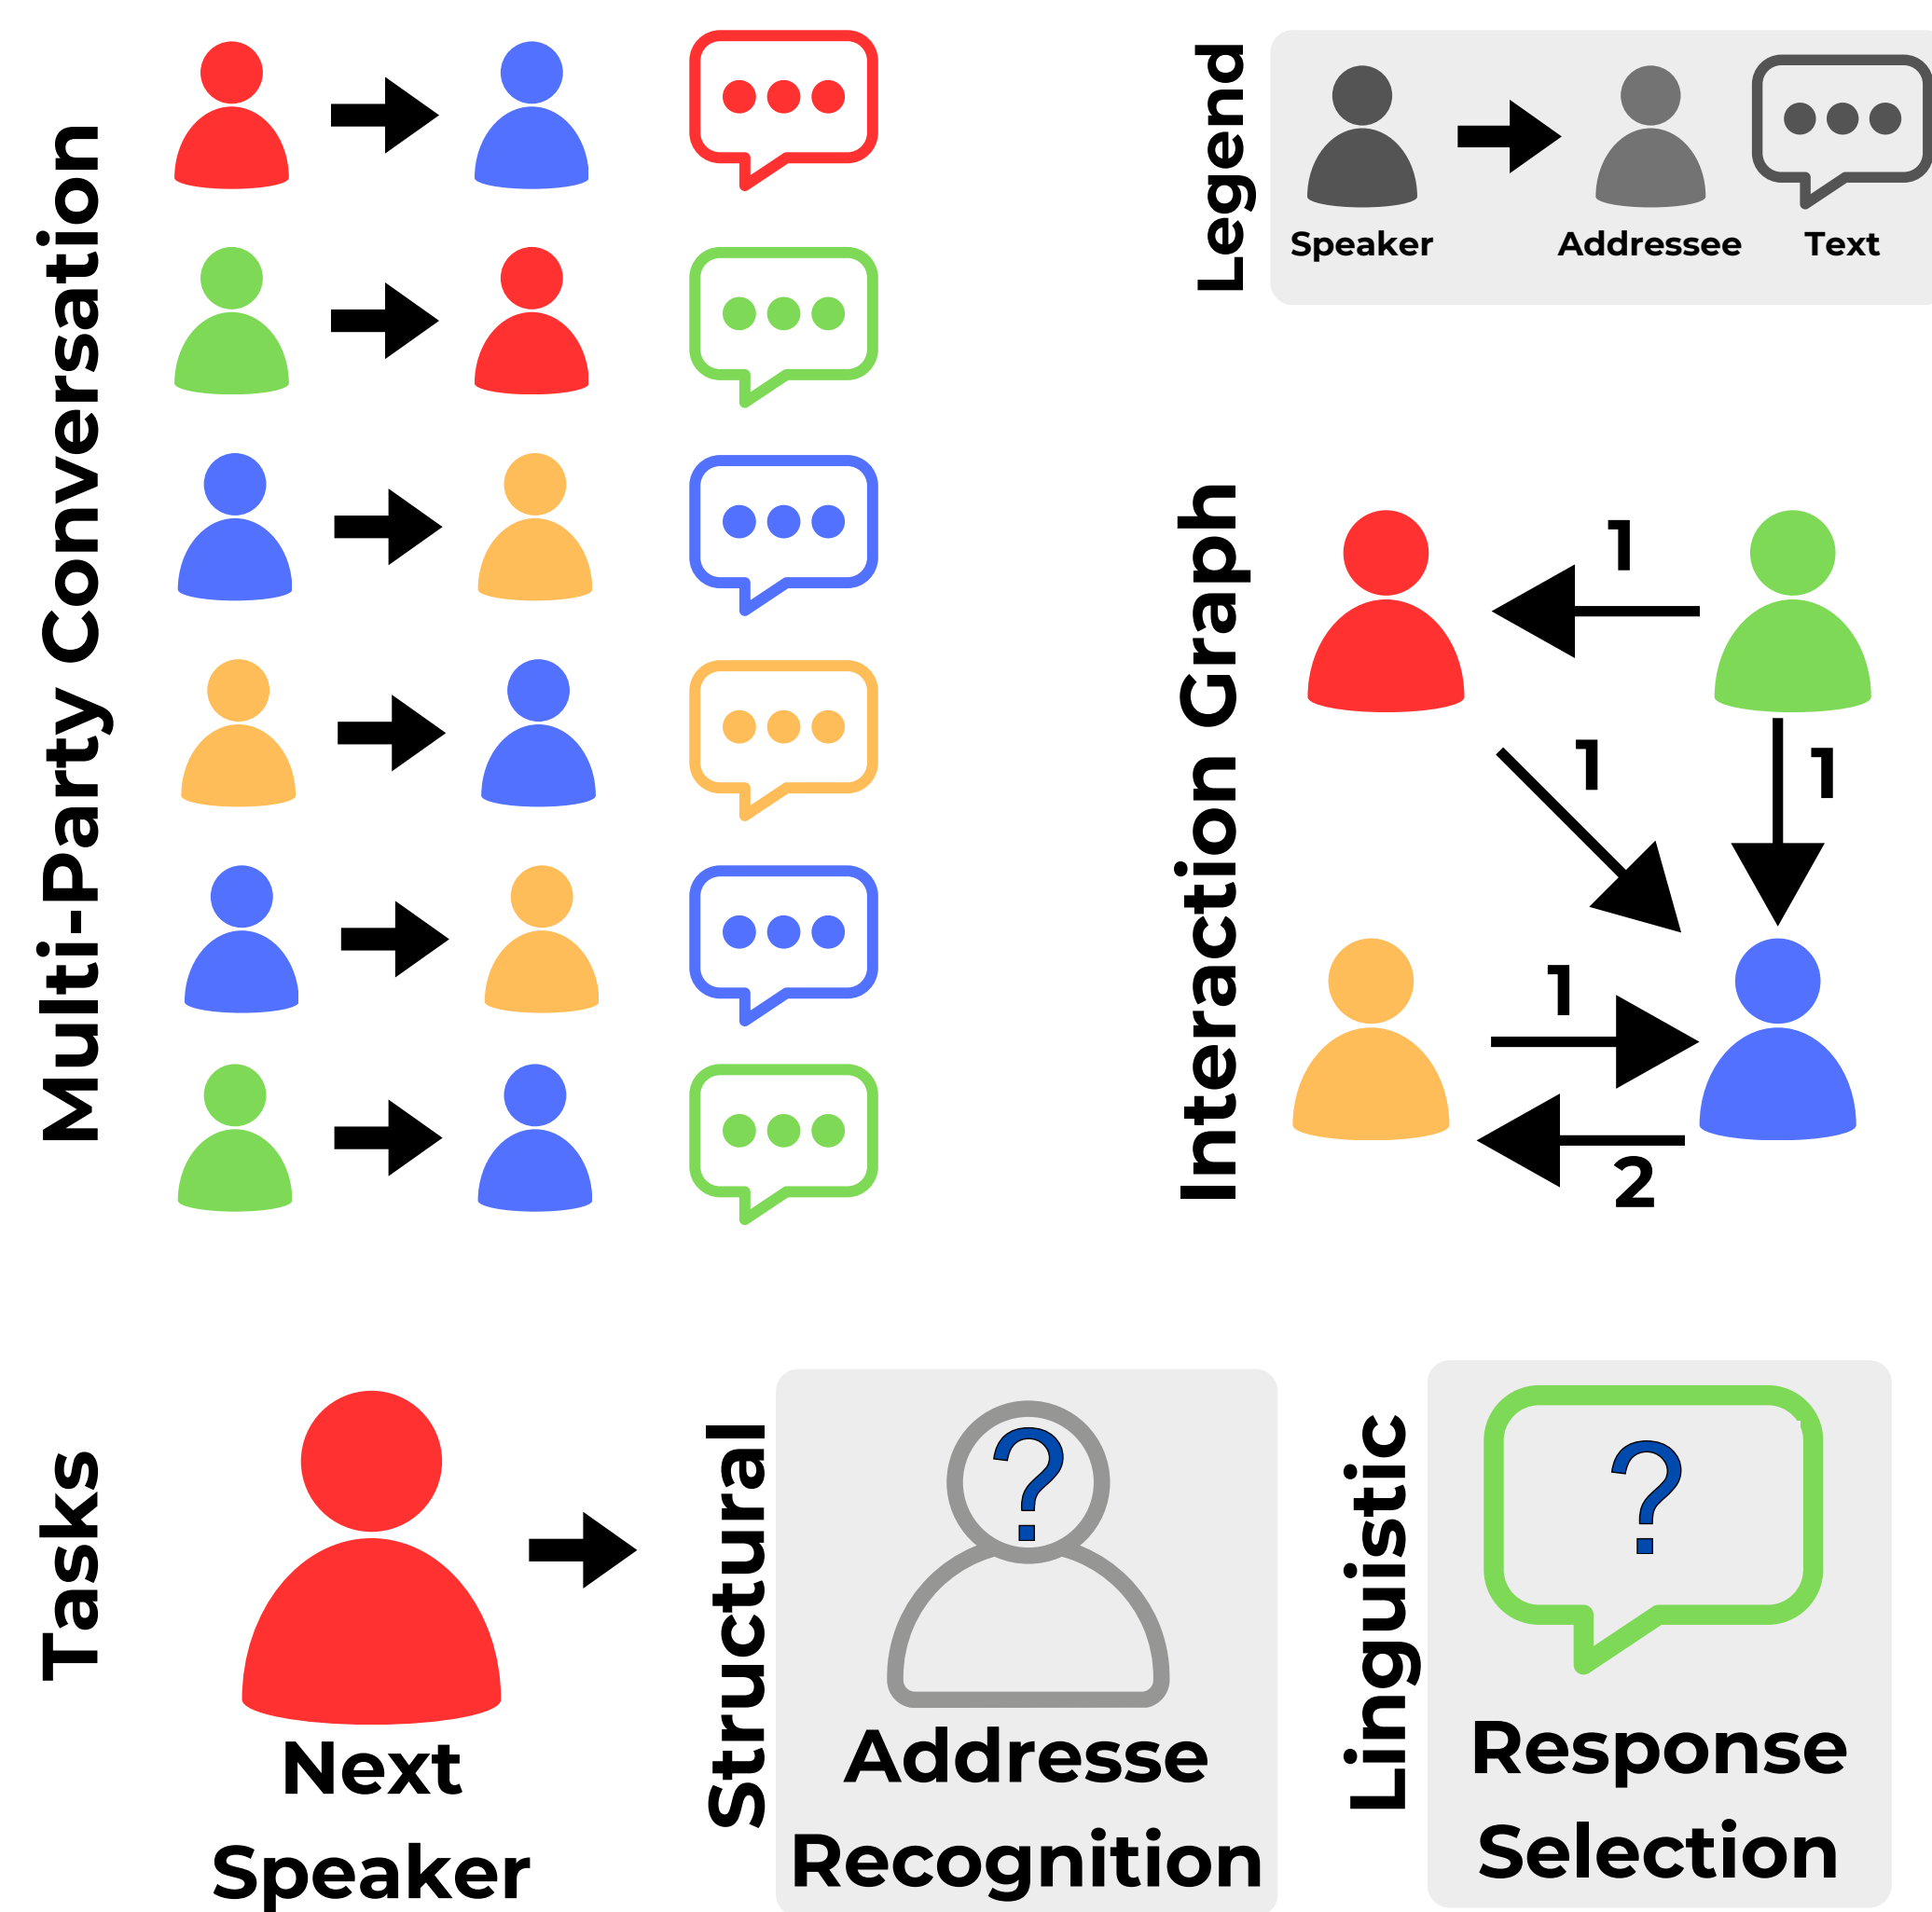 Multi-Party Conversation
Legend
Speaker
Addressee
Text
Interaction Graph
1
1
1
1
2
Tasks
Next
Speaker
Structural
?
Addresse
Recognition
Linguistic
?
Response
Selection